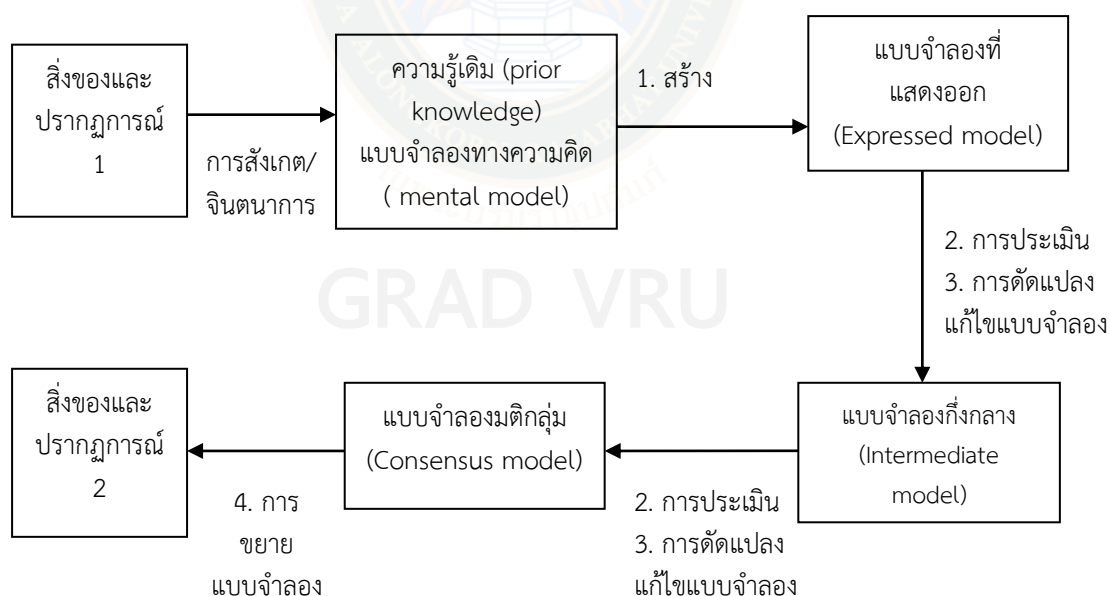 สิ่งของและ
ปรากฏการณ์
1
การสังเกต/
จินตนาการ
ความรู้เดิม (prior
knowledge)
แบบจำลองทางความคิด
( mental model)
1. สร้าง
แบบจำลองที่
แสดงออก
(Expressed model)
2. การประเมิน
3. การดัดแปลง
แก้ไขแบบจำลอง
GRAD VRU
แบบจำลองกึ่งกลาง
(Intermediate
model)
2. การประเมิน
3. การดัดแปลง
แก้ไขแบบจำลอง
แบบจำลองมติกลุ่ม
(Consensus model)
4. การ
ขยาย
แบบจำลอง
สิ่งของและ
ปรากฏการณ์
2